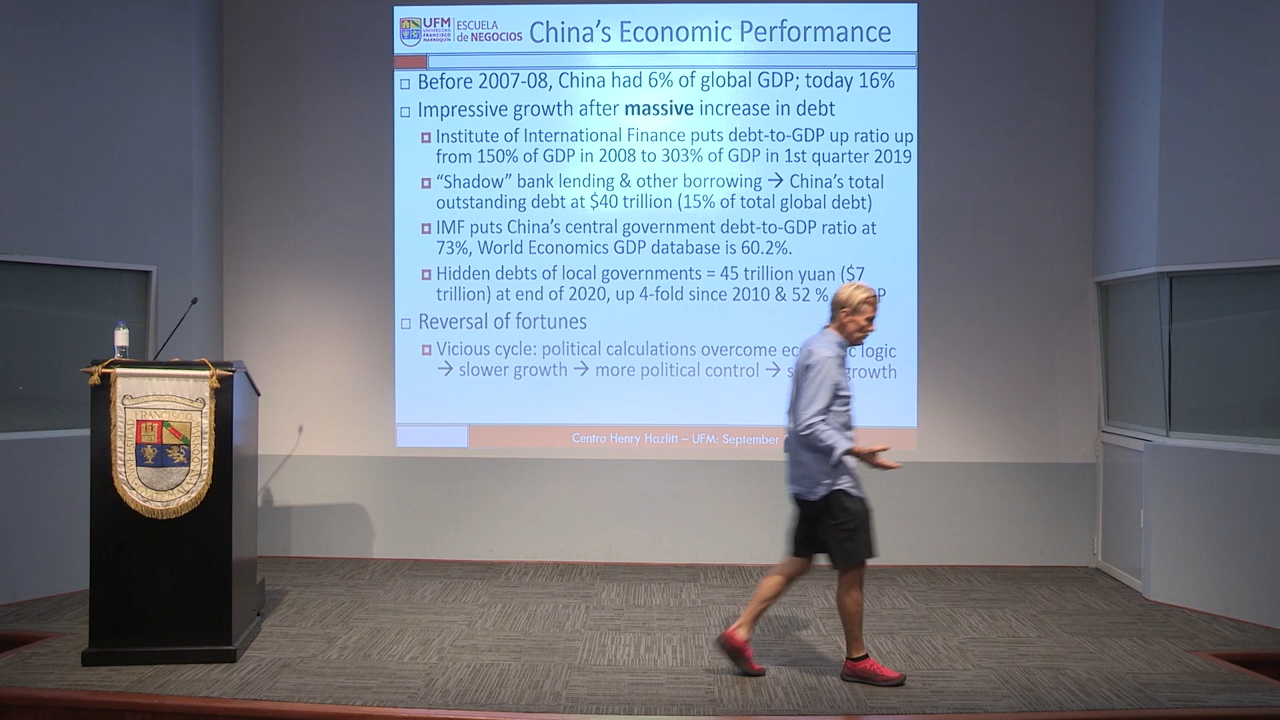 UFM
UNIVERSIDAD
FRANCISCO
MARROQUÍN
ESCUELA
de NEGOCIOS
China's Economic Performance
Before 2007-08, China had 6% of global GDP; today 16%
Impressive growth after massive increase in debt
Institute of International Finance puts debt-to-GDP up ratio up
from 150% of GDP in 2008 to 303% of GDP in 1st quarter 2019
"Shadow" bank lending & other borrowing → China's total
outstanding debt at $40 trillion (15% of total global debt)
IMF puts China's central government debt-to-GDP ratio at
73%, World Economics GDP database is 60.2%.
Hidden debts of local governments = 45 trillion yuan ($7
trillion) at end of 2020, up 4-fold since 2010 & 52 %
Reversal of fortunes
Vicious cycle: political calculations overcome logic
→ slower growth → more political control → growth
Centro Henry Hazlitt – UFM: September
FRANCISCO